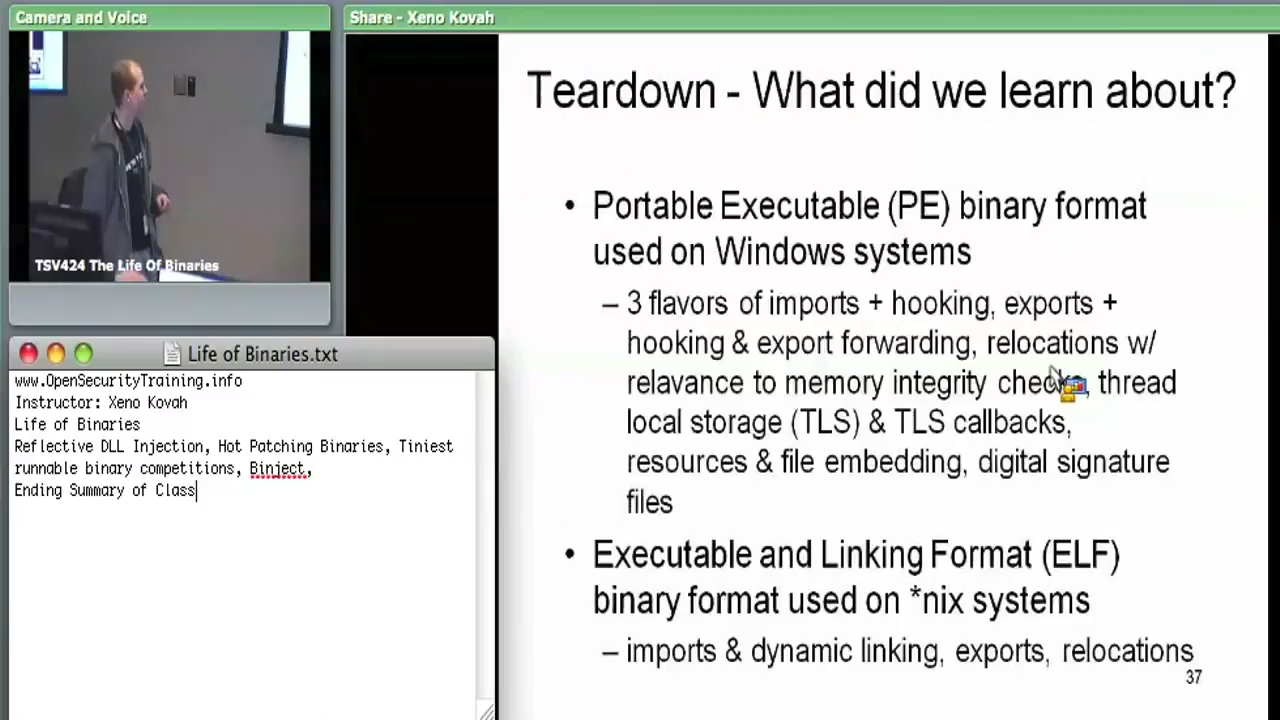 Camera and Voice
TSV424 The Life Of Binaries
Life of Binaries.txt
www.OpenSecurityTraining.info
Instructor: Xeno Kovah
Life of Binaries
Reflective DLL Injection, Hot Patching Binaries, Tiniest
runnable binary competitions, Binject,
Ending Summary of Class
Share - Xeno Kovah
Teardown - What did we learn about?
• Portable Executable (PE) binary format
used on Windows systems
– 3 flavors of imports + hooking, exports +
hooking & export forwarding, relocations w/
relavance to memory integrity checks, thread
local storage (TLS) & TLS callbacks,
resources & file embedding, digital signature
files
• Executable and Linking Format (ELF)
binary format used on *nix systems
– imports & dynamic linking, exports, relocations
37